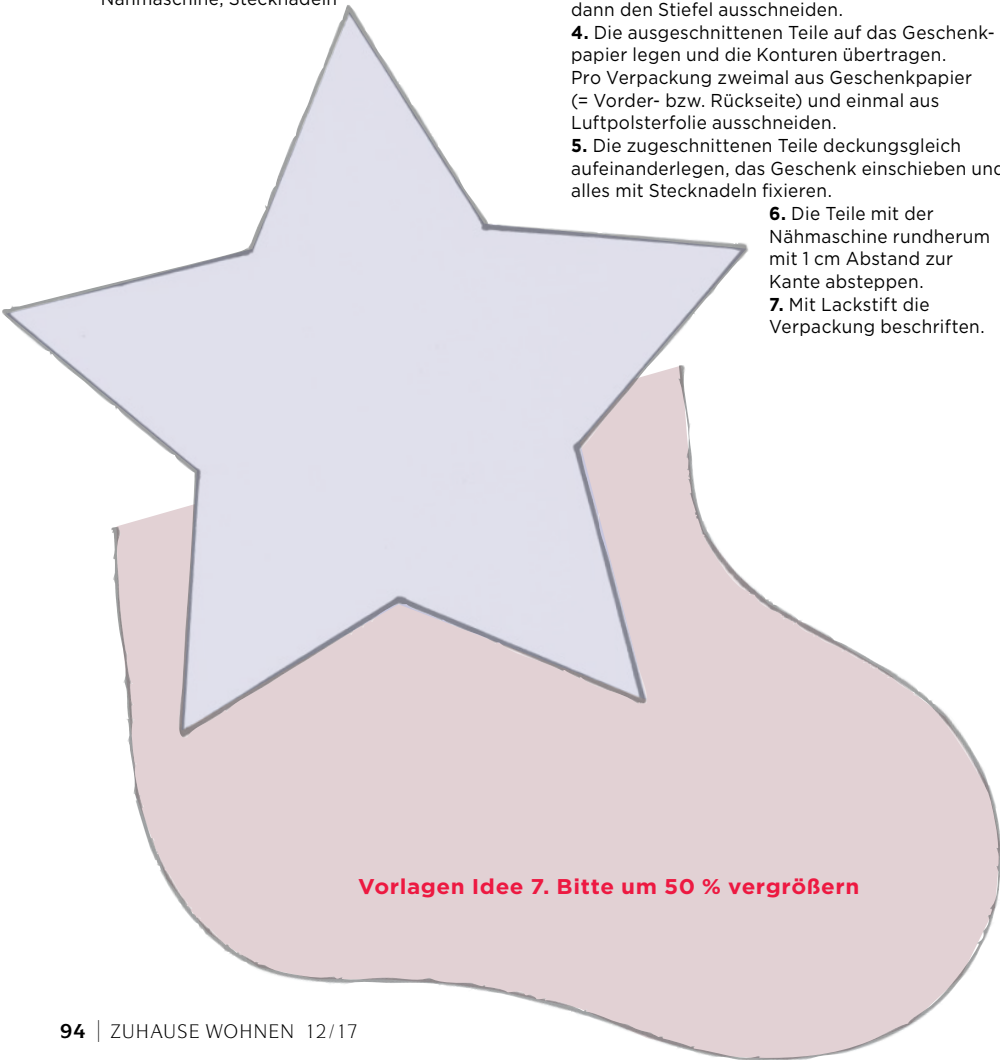 Nähmaschine, Stecknadeln
dann den Stiefel ausschneiden.
4. Die ausgeschnittenen Teile auf das Geschenk-
papier legen und die Konturen übertragen.
Pro Verpackung zweimal aus Geschenkpapier
(= Vorder- bzw. Rückseite) und einmal aus
Luftpolsterfolie ausschneiden.
5. Die zugeschnittenen Teile deckungsgleich
aufeinanderlegen, das Geschenk einschieben und
alles mit Stecknadeln fixieren.
6. Die Teile mit der
Nähmaschine rundherum
mit 1 cm Abstand zur
Kante absteppen.
7. Mit Lackstift die
Verpackung beschriften.
Vorlagen Idee 7. Bitte um 50 % vergrößern
94 | ZUHAUSE WOHNEN 12/17